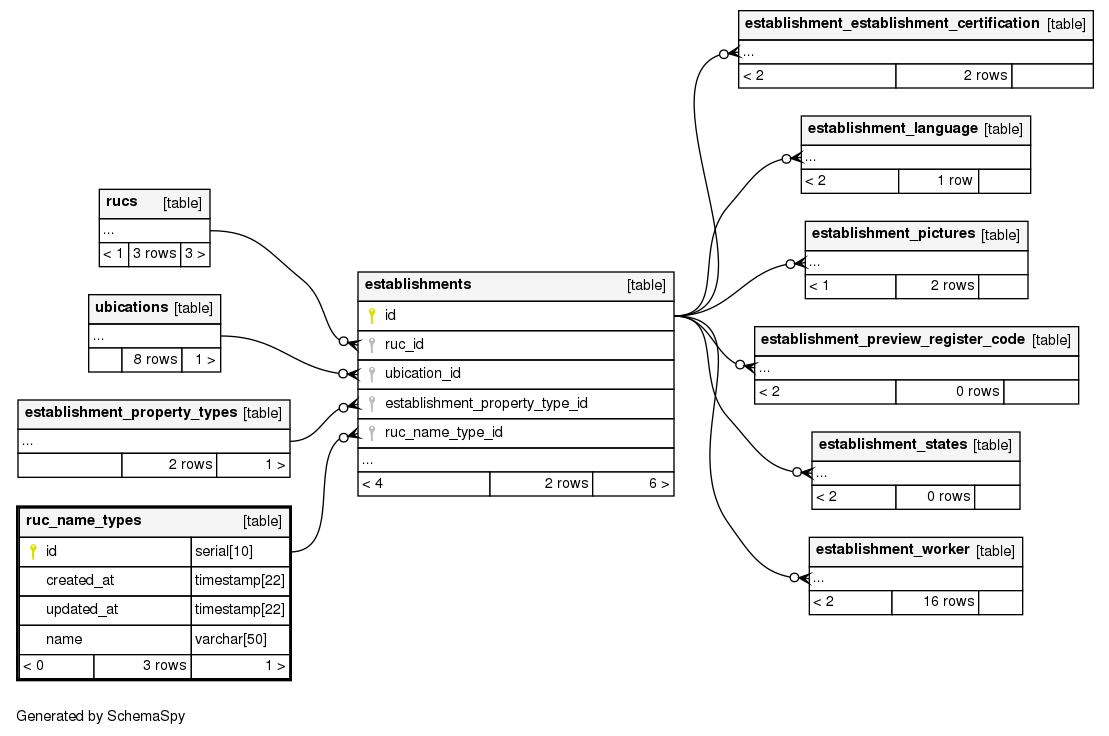 establishment_establishment_certification [table]
...
< 2 2 rows
establishment_language [table]
...
< 2 1 row
rucs [table]
...
< 1 3 rows 3 >
establishment_pictures [table]
...
< 1 2 rows
establishments [table]
id
ruc_id
ubication_id
establishment_property_type_id
ruc_name_type_id
...
< 4 2 rows 6 >
ubications [table]
...
8 rows 1 >
establishment_preview_register_code [table]
...
< 2 0 rows
establishment_property_types [table]
...
2 rows 1 >
establishment_states [table]
...
< 2 0 rows
ruc_name_types [table]
id serial[10]
created_at timestamp[22]
updated_at timestamp[22]
name varchar[50]
< 0 3 rows 1 >
establishment_worker [table]
...
< 2 16 rows
Generated by SchemaSpy